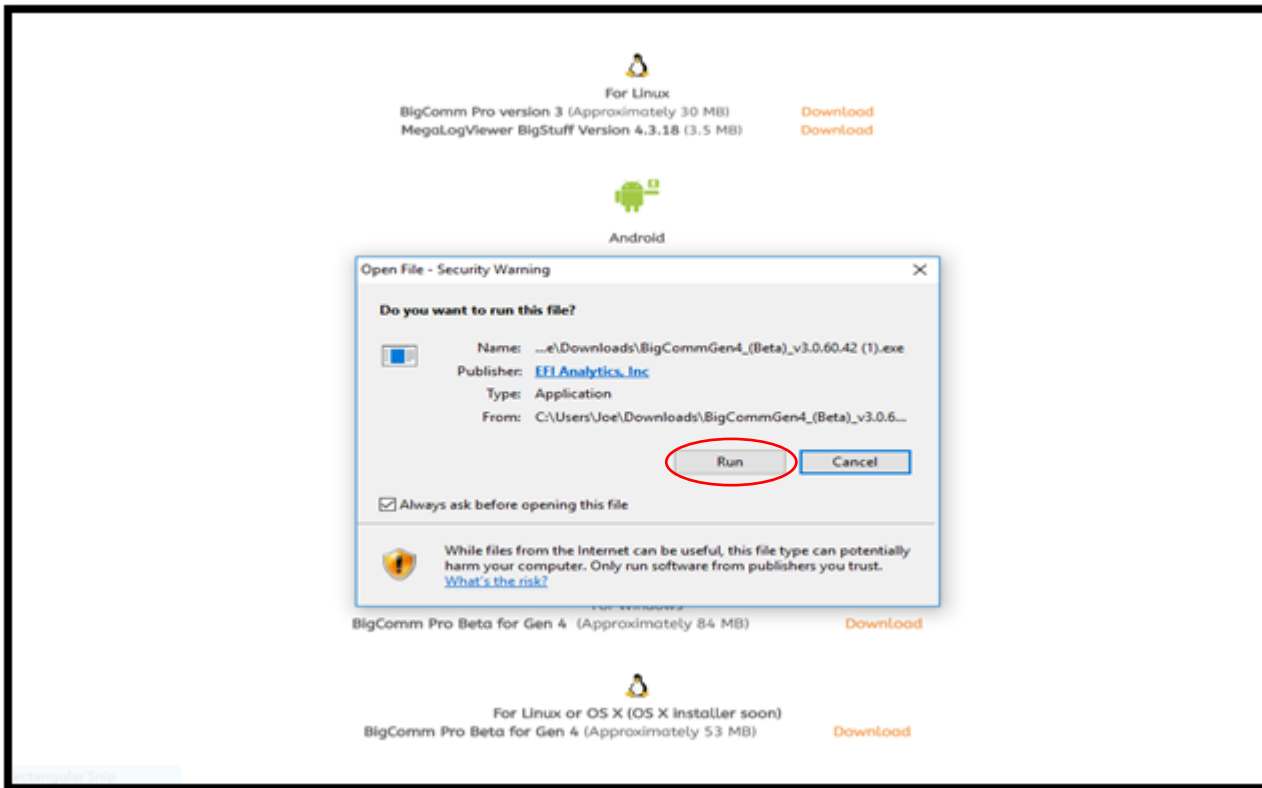 For Linux
BigComm Pro version 3 (Approximately 30 MB) Download
MegaLogViewer BigStuff Version 4.3.18 (3.5 MB) Download
Android
Open File - Security Warning
Do you want to run this file?
Name: ...e\Downloads\BigCommGen4_(Beta)_v3.0.60.42 (1).exe
Publisher: EFI Analytics, Inc
Type: Application
From: C:\Users\Joe\Downloads\BigCommGen4_(Beta)_v3.0.6...
Run Cancel
Always ask before opening this file
While files from the Internet can be useful, this file type can potentially
harm your computer. Only run software from publishers you trust.
What's the risk?
For Windows
BigComm Pro Beta for Gen 4 (Approximately 84 MB) Download
For Linux or OS X (OS X installer soon)
BigComm Pro Beta for Gen 4 (Approximately 53 MB) Download